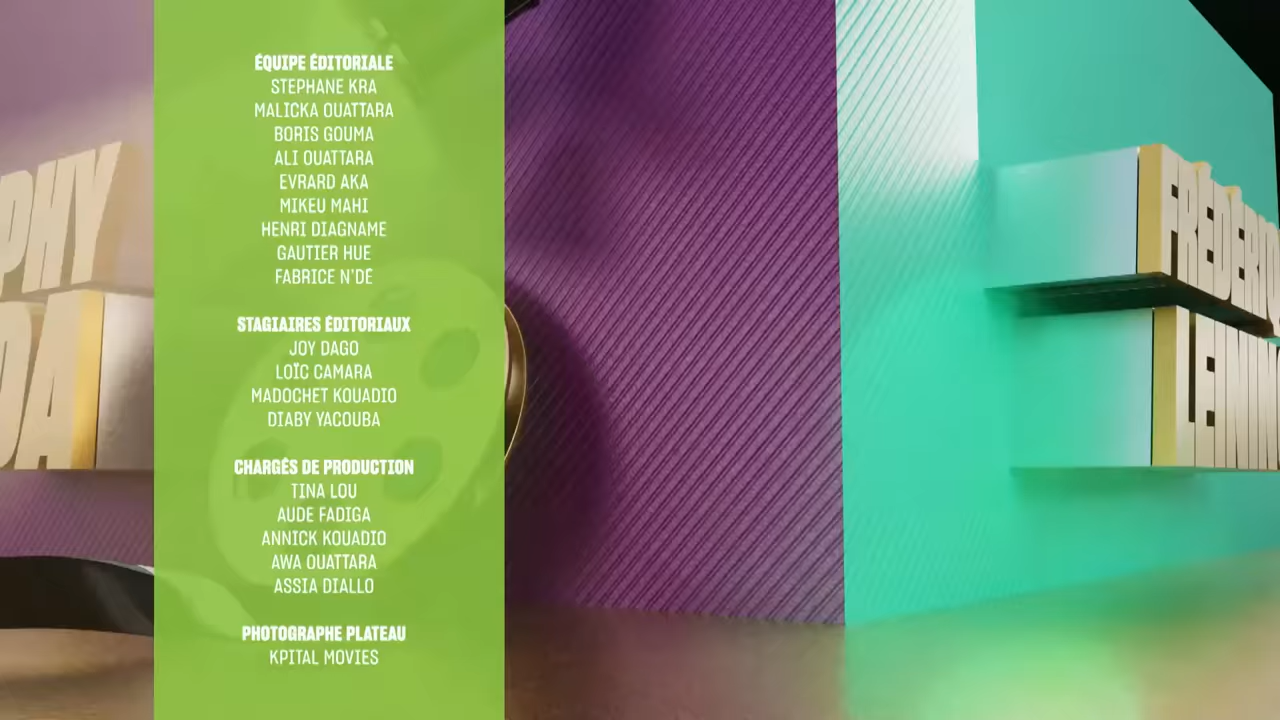 ÉQUIPE ÉDITORIALE
STEPHANE KRA
MALICKA OUATTARA
BORIS GOUMA
ALI OUATTARA
EVRARD AKA
MIKEU MAHI
HENRI DIAGNAME
GAUTIER HUE
FABRICE N'DÉ
STAGIAIRES ÉDITORIAUX
JOY DAGO
LOÏC CAMARA
MADOCHET KOUADIO
DIABY YACOUBA
CHARGÉS DE PRODUCTION
TINA LOU
AUDE FADIGA
ANNICK KOUADIO
AWA OUATTARA
ASSIA DIALLO
PHOTOGRAPHE PLATEAU
KPITAL MOVIES
PHY
DA